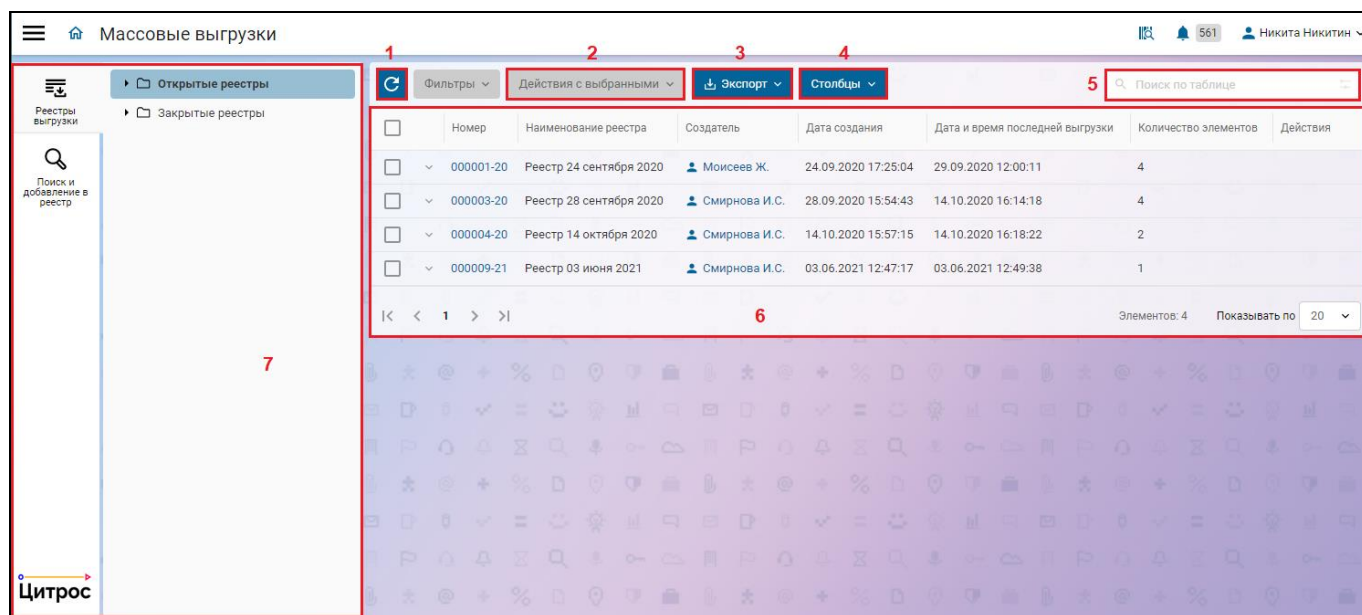 Массовые выгрузки
561
Никита Никитин
1
2
3
4
5
Реестры выгрузки
Поиск и добавление в реестр
Открытые реестры
Закрытые реестры
Фильтры
Действия с выбранными
Экспорт
Столбцы
Поиск по таблице
Номер Наименование реестра Создатель Дата создания Дата и время последней выгрузки Количество элементов Действия
000001-20 Реестр 24 сентября 2020 Моисеев Ж. 24.09.2020 17:25:04 29.09.2020 12:00:11 4
000003-20 Реестр 28 сентября 2020 Смирнова И.С. 28.09.2020 15:54:43 14.10.2020 16:14:18 4
000004-20 Реестр 14 октября 2020 Смирнова И.С. 14.10.2020 15:57:15 14.10.2020 16:18:22 2
000009-21 Реестр 03 июня 2021 Смирнова И.С. 03.06.2021 12:47:17 03.06.2021 12:49:38 1
1
6
Элементов: 4 Показывать по 20
7
Цитрос